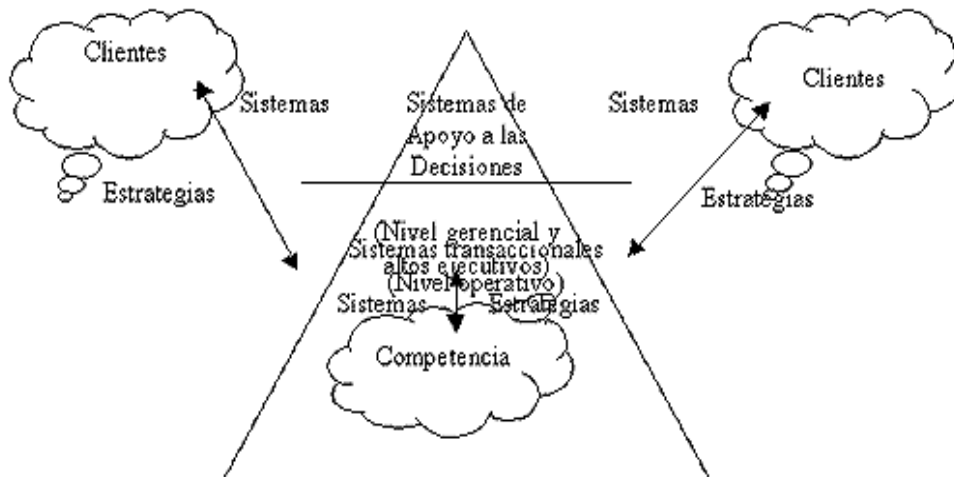 Clientes
Clientes
Sistemas
Sistemas de
Apoyo a las
Decisiones
Sistemas
Estrategias
Estrategias
(Nivel gerencial y
Sistemas transaccionales
altos ejecutivos)
(Nivel operativo)
Sistemas
Estrategias
Competencia